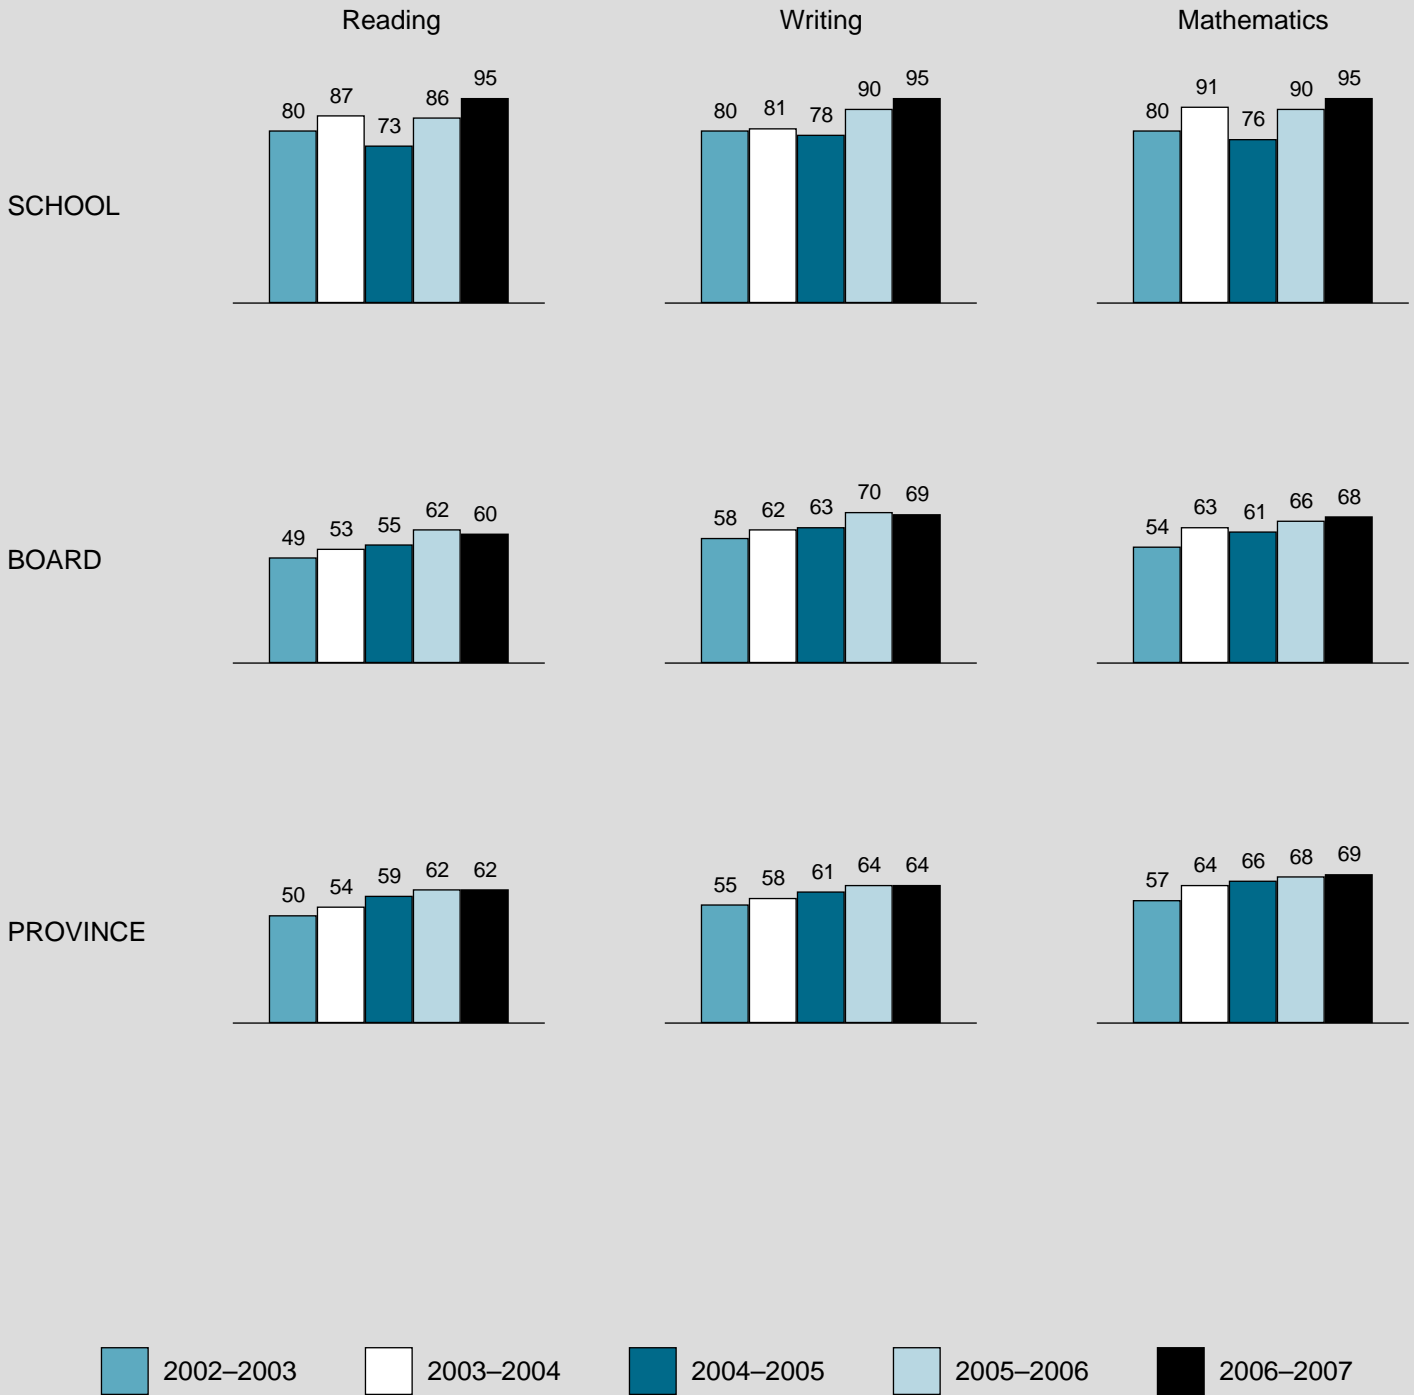 Reading Writing Mathematics
SCHOOL
80 87 73 86 95
80 81 78 90 95
80 91 76 90 95
BOARD
49 53 55 62 60
58 62 63 70 69
54 63 61 66 68
PROVINCE
50 54 59 62 62
55 58 61 64 64
57 64 66 68 69
2002–2003 2003–2004 2004–2005 2005–2006 2006–2007